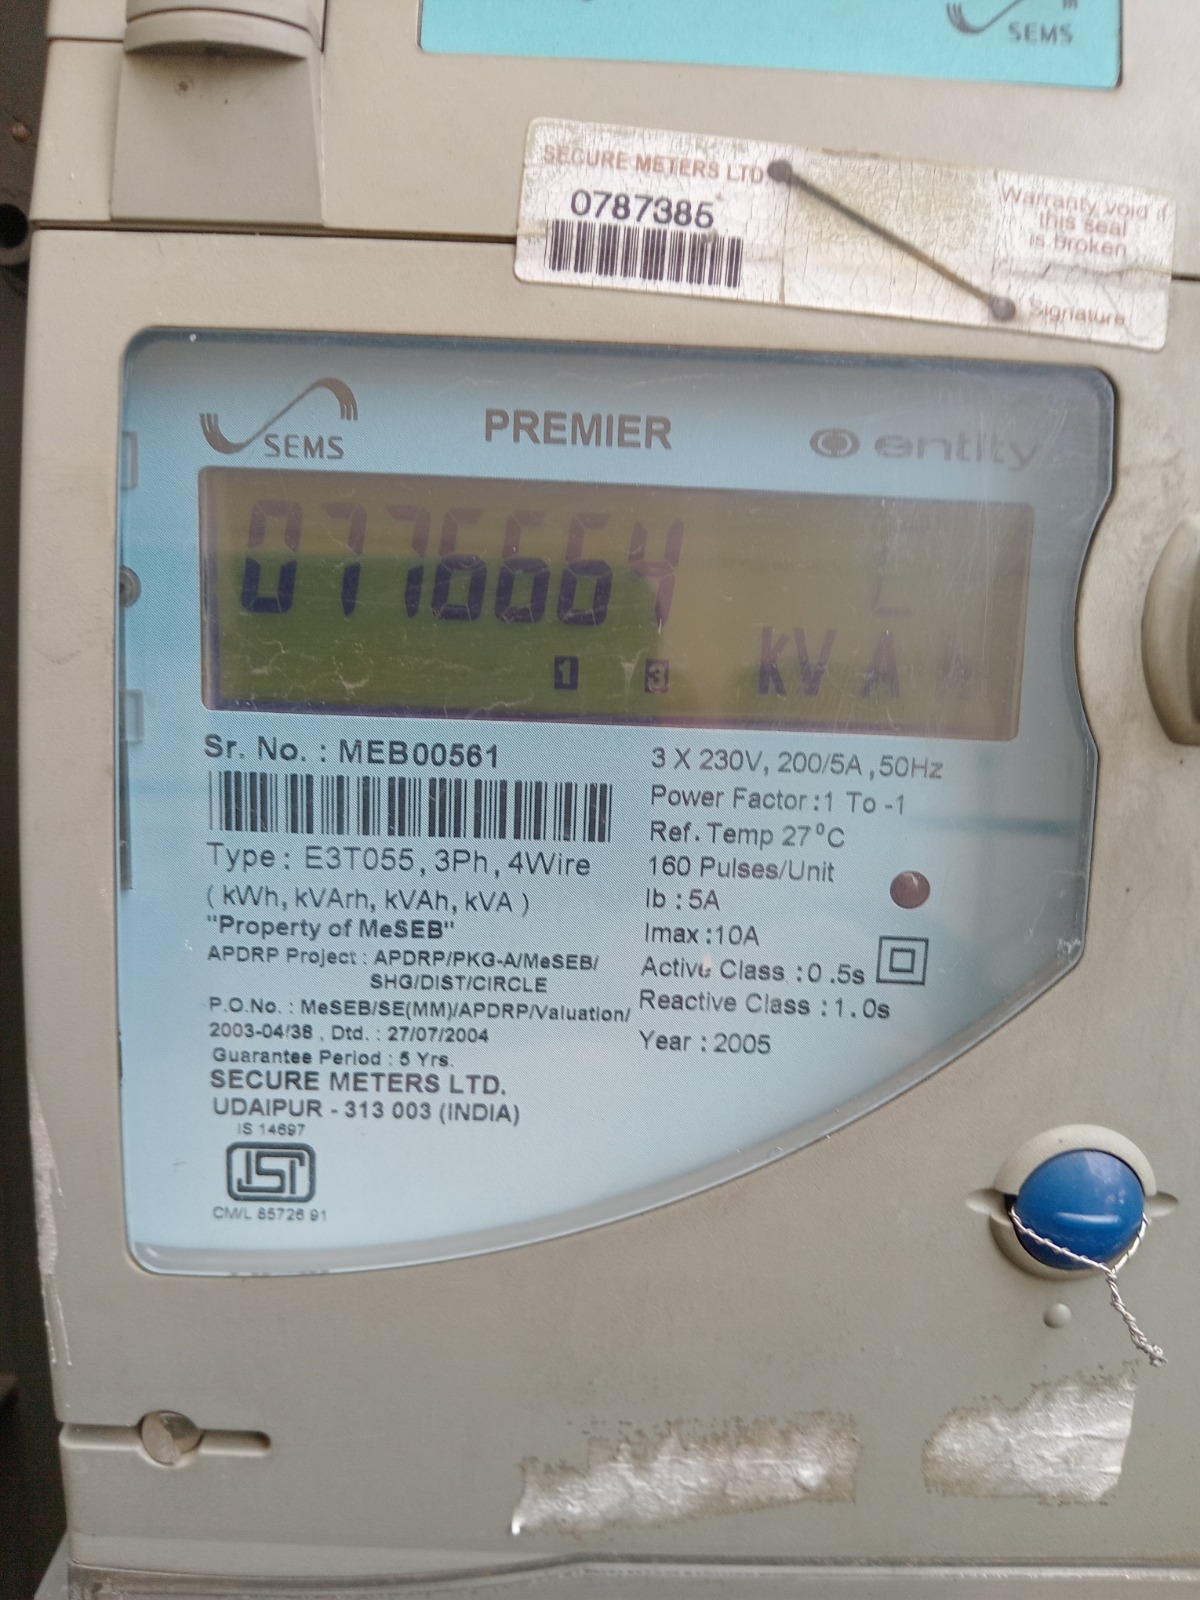 SEMS
SECURE METERS LTD
0787385
Warranty void if
this seal
is Broken
Signature
SEMS
PREMIER
entity
0776664
C
1 3
KVAh
Sr. No. : MEB00561
Type : E3T055, 3Ph, 4Wire
( kWh, kVArh, kVAh, kVA )
"Property of MeSEB"
APDRP Project : APDRP/PKG-A/MeSEB/
SHG/DIST/CIRCLE
P.O.No. : MeSEB/SE(MM)/APDRP/Valuation/
2003-04/38 , Dtd. : 27/07/2004
Guarantee Period : 5 Yrs.
SECURE METERS LTD.
UDAIPUR - 313 003 (INDIA)
IS 14697
ISI
CM/L 8572691
3 X 230V, 200/5A ,50Hz
Power Factor :1 To -1
Ref. Temp 27°C
160 Pulses/Unit
Ib : 5A
Imax :10A
Active Class :0.5s
Reactive Class : 1.0s
Year : 2005